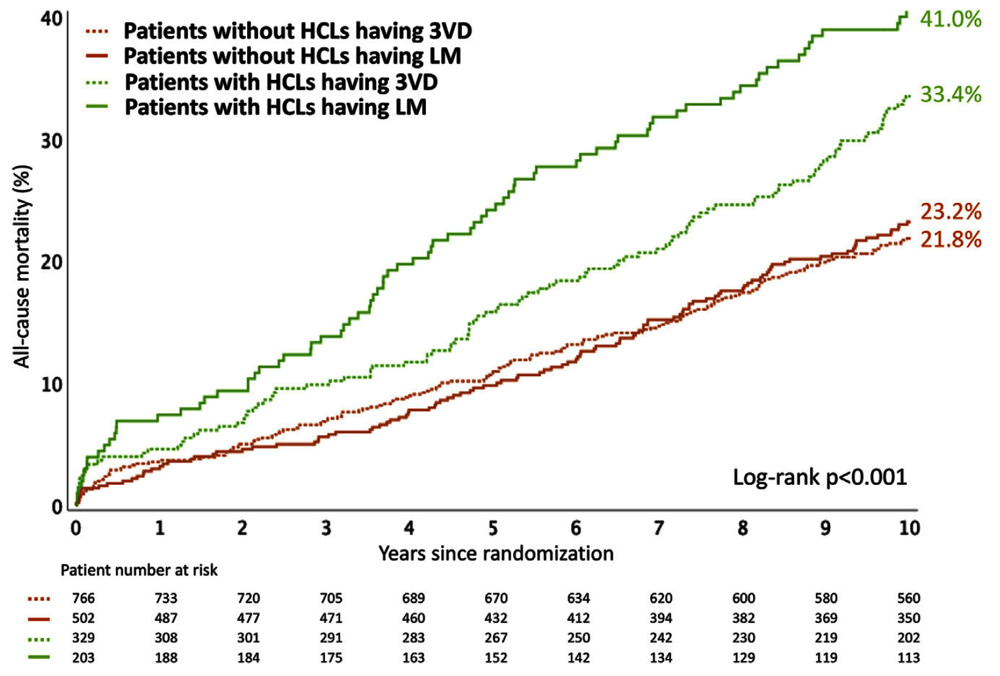 40
30
20
10
0
All-cause mortality (%)
Patients without HCLs having 3VD
Patients without HCLs having LM
Patients with HCLs having 3VD
Patients with HCLs having LM
41.0%
33.4%
23.2%
21.8%
Log-rank p<0.001
0 1 2 3 4 5 6 7 8 9 10
Years since randomization
Patient number at risk
766 733 720 705 689 670 634 620 600 580 560
502 487 477 471 460 432 412 394 382 369 350
329 308 301 291 283 267 250 242 230 219 202
203 188 184 175 163 152 142 134 129 119 113